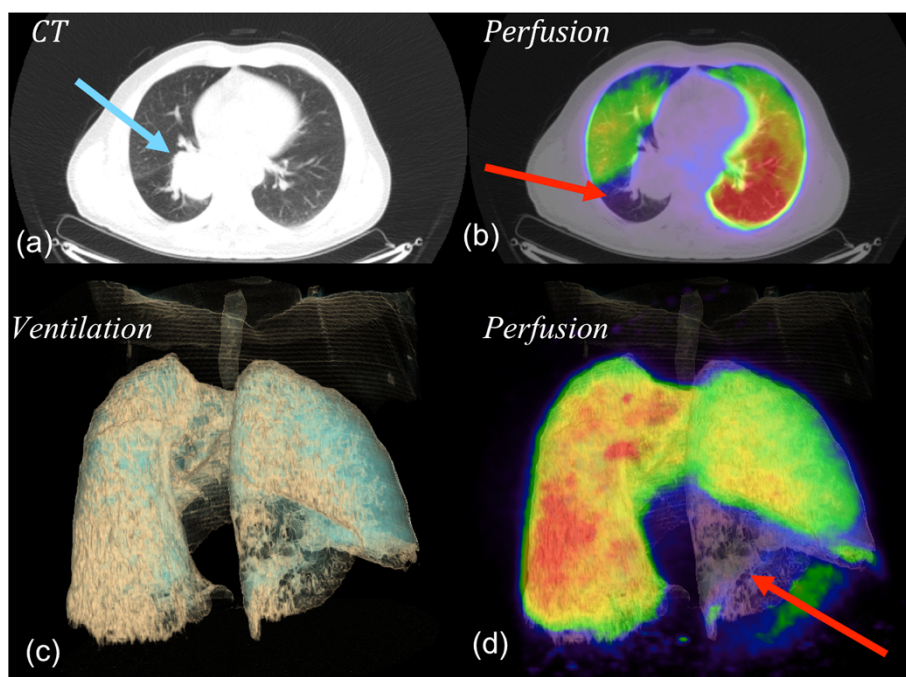 CT
Perfusion
(a)
(b)
Ventilation
Perfusion
(c)
(d)